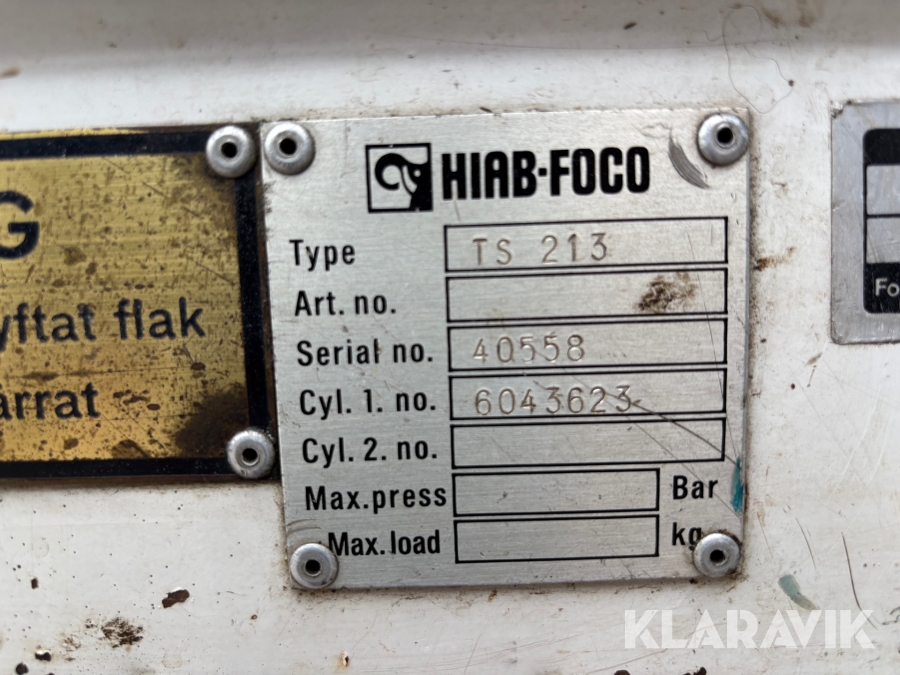 G
yftat flak
ärrat
HIAB-FOCO
Type TS 213
Art. no.
Serial no. 40558
Cyl. 1. no. 6043623
Cyl. 2. no.
Max.press Bar
Max.load kg
Fo
KLARAVIK